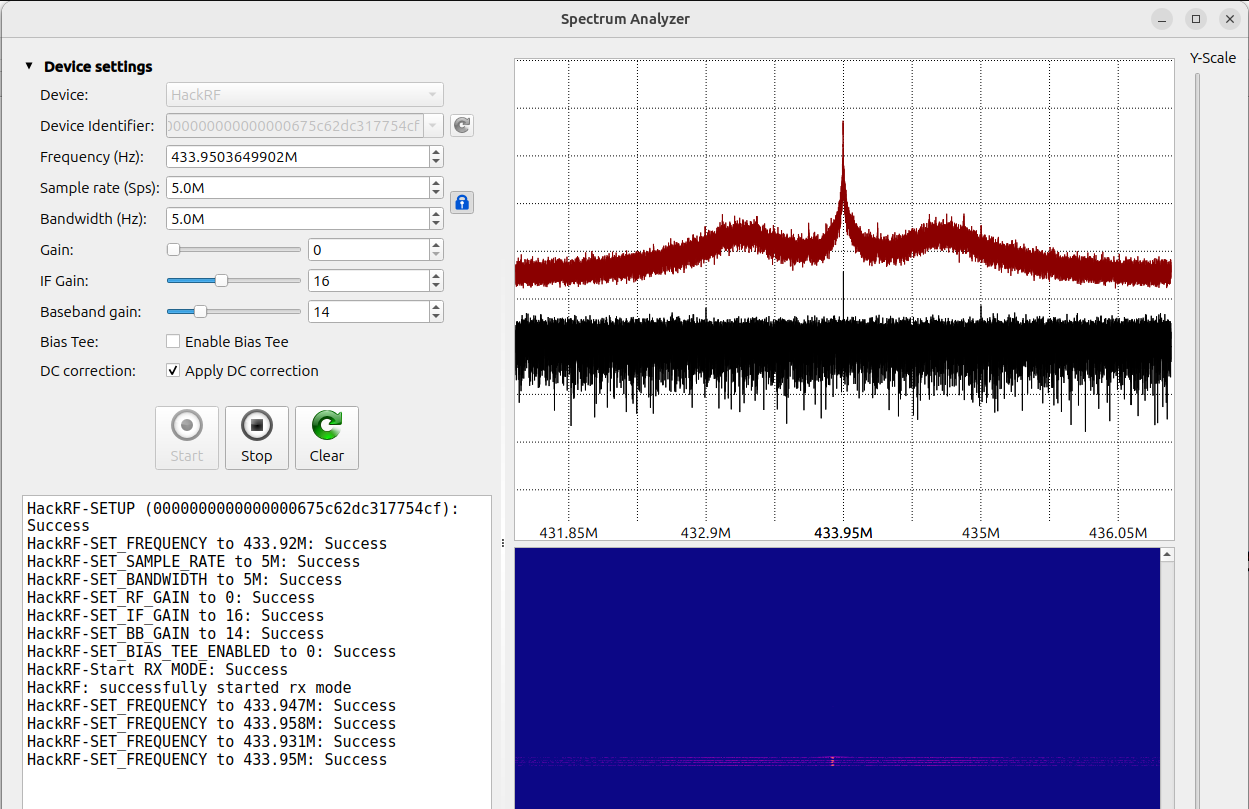 Spectrum Analyzer
Device settings
Device: HackRF
Device Identifier: 000000000000000675c62dc317754cf
Frequency (Hz): 433.9503649902M
Sample rate (Sps): 5.0M
Bandwidth (Hz): 5.0M
Gain: 0
IF Gain: 16
Baseband gain: 14
Bias Tee: Enable Bias Tee
DC correction: Apply DC correction
Start Stop Clear
HackRF-SETUP (0000000000000000675c62dc317754cf):
Success
HackRF-SET_FREQUENCY to 433.92M: Success
HackRF-SET_SAMPLE_RATE to 5M: Success
HackRF-SET_BANDWIDTH to 5M: Success
HackRF-SET_RF_GAIN to 0: Success
HackRF-SET_IF_GAIN to 16: Success
HackRF-SET_BB_GAIN to 14: Success
HackRF-SET_BIAS_TEE_ENABLED to 0: Success
HackRF-Start RX MODE: Success
HackRF: successfully started rx mode
HackRF-SET_FREQUENCY to 433.947M: Success
HackRF-SET_FREQUENCY to 433.958M: Success
HackRF-SET_FREQUENCY to 433.931M: Success
HackRF-SET_FREQUENCY to 433.95M: Success
431.85M 432.9M 433.95M 435M 436.05M
Y-Scale